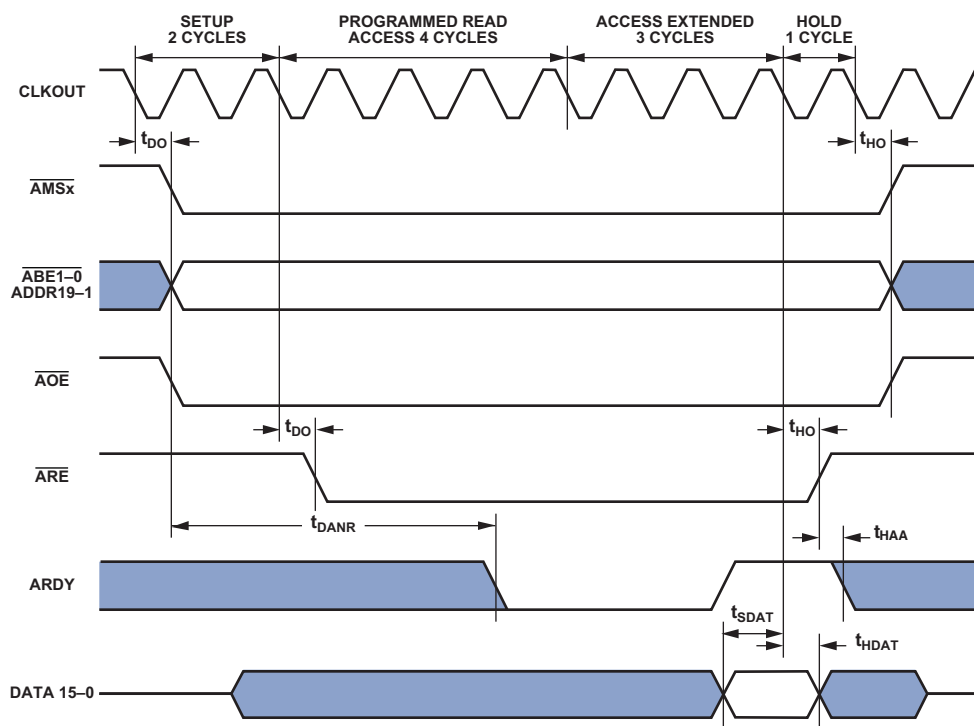 SETUP
2 CYCLES
PROGRAMMED READ
ACCESS 4 CYCLES
ACCESS EXTENDED
3 CYCLES
HOLD
1 CYCLE
CLKOUT
tDO
tHO
AMSx
ABE1–0
ADDR19–1
AOE
tDO
tHO
ARE
tDANR
tHAA
ARDY
tSDAT
tHDAT
DATA 15–0